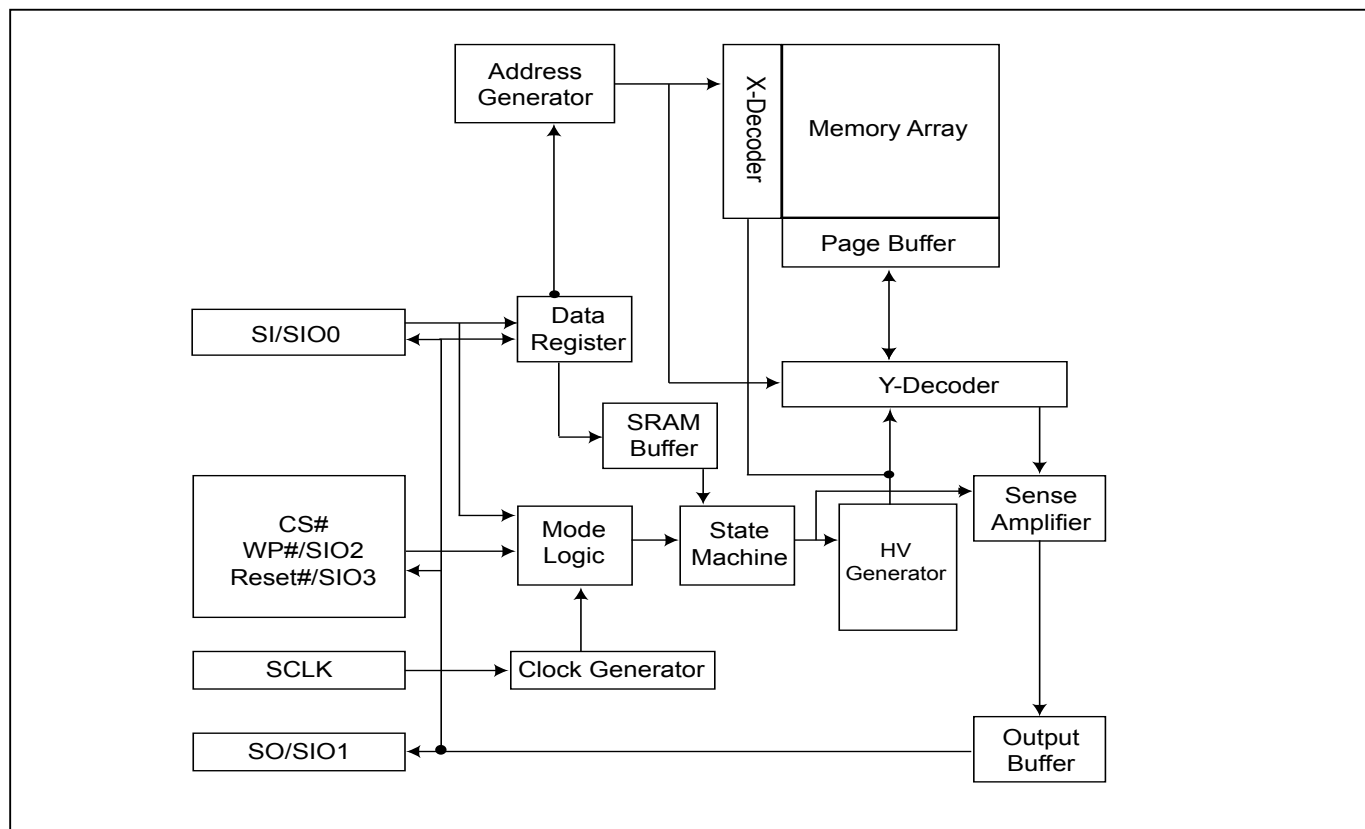 Address
Generator
X-Decoder
Memory Array
Page Buffer
SI/SIO0
Data
Register
Y-Decoder
SRAM
Buffer
CS#
WP#/SIO2
Reset#/SIO3
Mode
Logic
State
Machine
HV
Generator
Sense
Amplifier
SCLK
Clock Generator
SO/SIO1
Output
Buffer